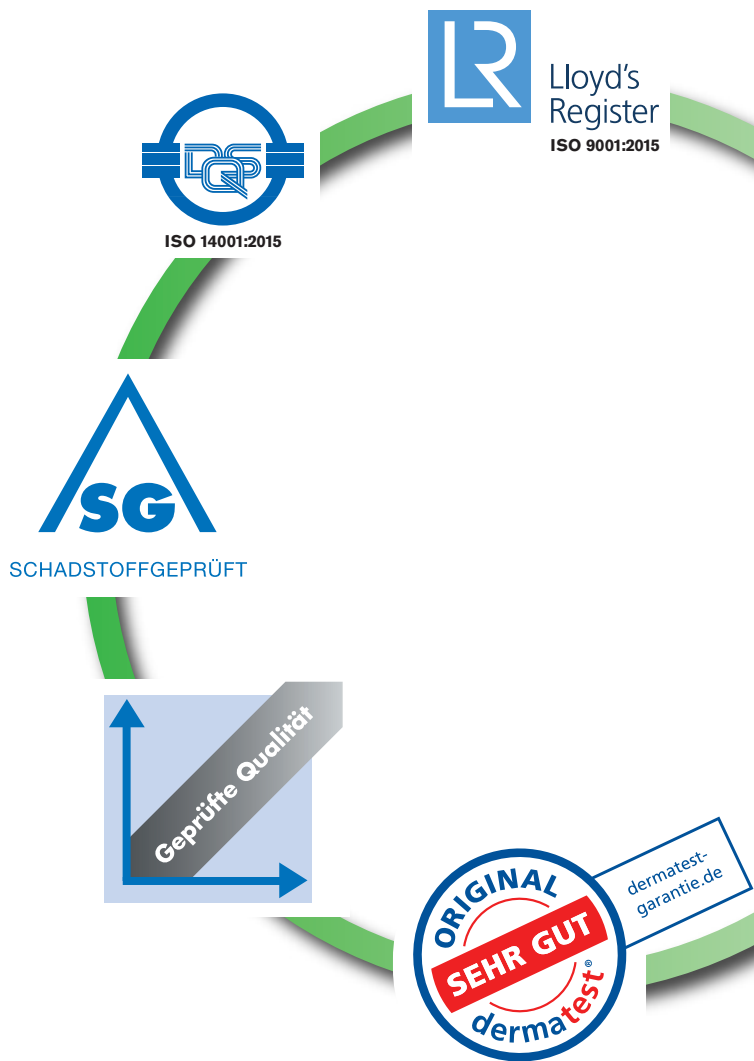 LR
Lloyd's
Register
ISO 9001:2015
DQS
ISO 14001:2015
SG
SCHADSTOFFGEPRÜFT
Geprüfte Qualität
dermatest-
garantie.de
ORIGINAL
SEHR GUT
dermatest®